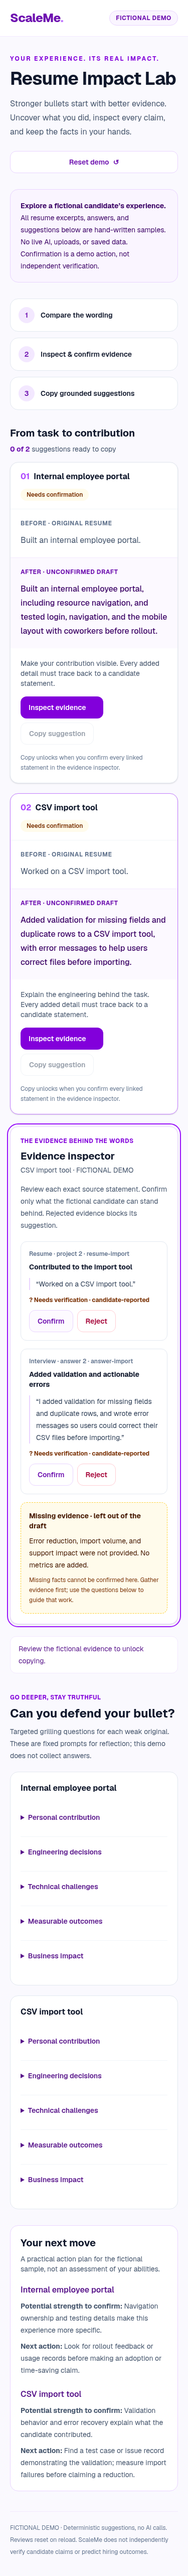 ScaleMe.
FICTIONAL DEMO
YOUR EXPERIENCE. ITS REAL IMPACT.
Resume Impact Lab
Stronger bullets start with better evidence.
Uncover what you did, inspect every claim,
and keep the facts in your hands.
Reset demo ↺
Explore a fictional candidate's experience.
All resume excerpts, answers, and
suggestions below are hand-written samples.
No live AI, uploads, or saved data.
Confirmation is a demo action, not
independent verification.
1 Compare the wording
2 Inspect & confirm evidence
3 Copy grounded suggestions
From task to contribution
0 of 2 suggestions ready to copy
01 Internal employee portal
Needs confirmation
BEFORE · ORIGINAL RESUME
Built an internal employee portal.
AFTER · UNCONFIRMED DRAFT
Built an internal employee portal,
including resource navigation, and
tested login, navigation, and the mobile
layout with coworkers before rollout.
Make your contribution visible. Every added
detail must trace back to a candidate
statement.
Inspect evidence
Copy suggestion
Copy unlocks when you confirm every linked
statement in the evidence inspector.
02 CSV import tool
Needs confirmation
BEFORE · ORIGINAL RESUME
Worked on a CSV import tool.
AFTER · UNCONFIRMED DRAFT
Added validation for missing fields and
duplicate rows to a CSV import tool,
with error messages to help users
correct files before importing.
Explain the engineering behind the task.
Every added detail must trace back to a
candidate statement.
Inspect evidence
Copy suggestion
Copy unlocks when you confirm every linked
statement in the evidence inspector.
THE EVIDENCE BEHIND THE WORDS
Evidence inspector
CSV import tool · FICTIONAL DEMO
Review each exact source statement. Confirm
only what the fictional candidate can stand
behind. Rejected evidence blocks its
suggestion.
Resume · project 2 · resume-import
Contributed to the import tool
"Worked on a CSV import tool."
? Needs verification · candidate-reported
Confirm
Reject
Interview · answer 2 · answer-import
Added validation and actionable
errors
"I added validation for missing fields
and duplicate rows, and wrote error
messages so users could correct their
CSV files before importing."
? Needs verification · candidate-reported
Confirm
Reject
Missing evidence · left out of the
draft
Error reduction, import volume, and
support impact were not provided. No
metrics are added.
Missing facts cannot be confirmed here. Gather
evidence first; use the questions below to
guide that work.
Review the fictional evidence to unlock
copying.
GO DEEPER, STAY TRUTHFUL
Can you defend your bullet?
Targeted grilling questions for each weak original.
These are fixed prompts for reflection; this demo
does not collect answers.
Internal employee portal
▶ Personal contribution
▶ Engineering decisions
▶ Technical challenges
▶ Measurable outcomes
▶ Business impact
CSV import tool
▶ Personal contribution
▶ Engineering decisions
▶ Technical challenges
▶ Measurable outcomes
▶ Business impact
Your next move
A practical action plan for the fictional
sample, not an assessment of your abilities.
Internal employee portal
Potential strength to confirm: Navigation
ownership and testing details make this
experience more specific.
Next action: Look for rollout feedback or
usage records before making an adoption or
time-saving claim.
CSV import tool
Potential strength to confirm: Validation
behavior and error recovery explain what the
candidate contributed.
Next action: Find a test case or issue record
demonstrating the validation; measure import
failures before claiming a reduction.
FICTIONAL DEMO · Deterministic suggestions, no AI calls.
Reviews reset on reload. ScaleMe does not independently
verify candidate claims or predict hiring outcomes.